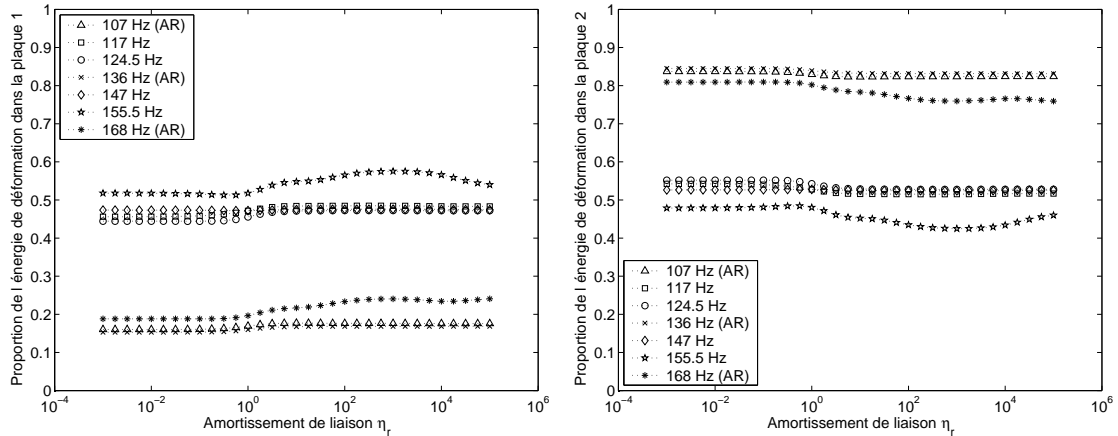 Proportion de l énergie de déformation dans la plaque 1
1
0.9
0.8
0.7
0.6
0.5
0.4
0.3
0.2
0.1
0
107 Hz (AR)
117 Hz
124.5 Hz
136 Hz (AR)
147 Hz
155.5 Hz
168 Hz (AR)
10^-4 10^-2 10^0 10^2 10^4 10^6
Amortissement de liaison η_r
Proportion de l énergie de déformation dans la plaque 2
1
0.9
0.8
0.7
0.6
0.5
0.4
0.3
0.2
0.1
0
107 Hz (AR)
117 Hz
124.5 Hz
136 Hz (AR)
147 Hz
155.5 Hz
168 Hz (AR)
10^-4 10^-2 10^0 10^2 10^4 10^6
Amortissement de liaison η_r